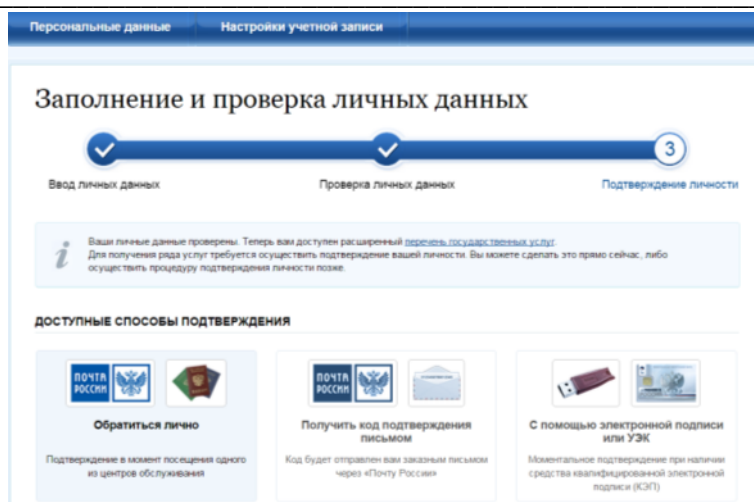 Персональные данные Настройки учетной записи
Заполнение и проверка личных данных
3
Ввод личных данных Проверка личных данных Подтверждение личности
i Ваши личные данные проверены. Теперь вам доступен расширенный перечень государственных услуг.
Для получения ряда услуг требуется осуществить подтверждение вашей личности. Вы можете сделать это прямо сейчас, либо
осуществить процедуру подтверждения личности позже.
ДОСТУПНЫЕ СПОСОБЫ ПОДТВЕРЖДЕНИЯ
ПОЧТА
РОССИИ
ПОЧТА
РОССИИ
Обратиться лично
Подтверждение в момент посещения одного
из центров обслуживания
Получить код подтверждения
письмом
Код будет отправлен вам заказным письмом
через «Почту России»
С помощью электронной подписи
или УЭК
Моментальное подтверждение при наличии
средства квалифицированной электронной
подписи (КЭП)